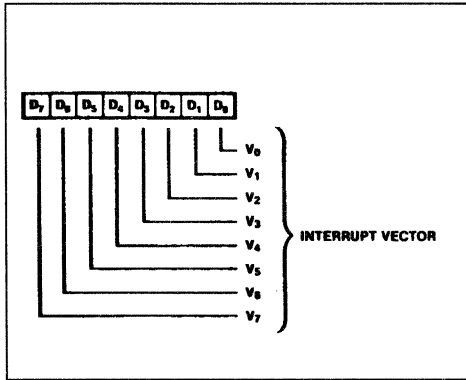 D7 D6 D5 D4 D3 D2 D1 D0
V0
V1
V2
V3
V4
INTERRUPT VECTOR
V5
V6
V7